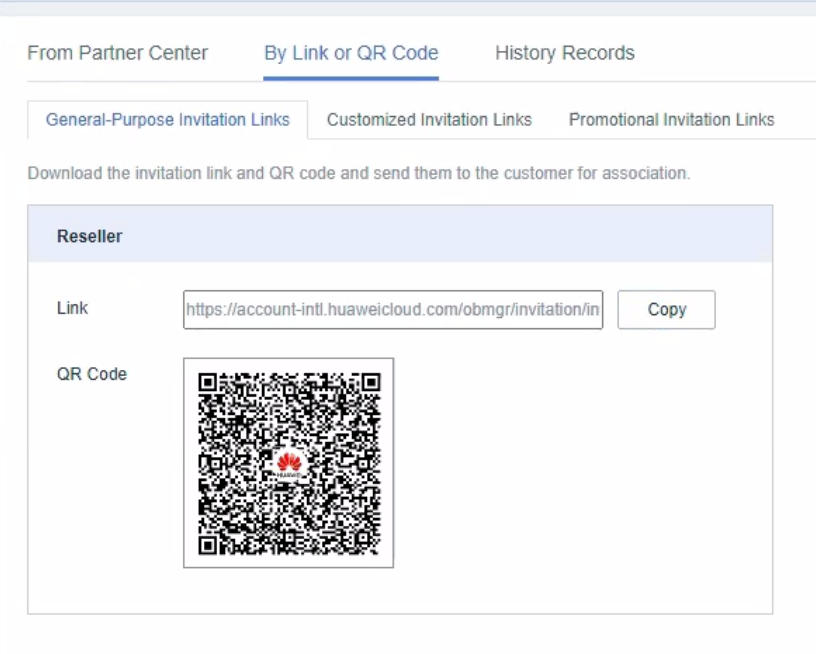 From Partner Center By Link or QR Code History Records
General-Purpose Invitation Links Customized Invitation Links Promotional Invitation Links
Download the invitation link and QR code and send them to the customer for association.
Reseller
Link https://account-intl.huaweicloud.com/obmgr/invitation/in Copy
QR Code
HUAWEI